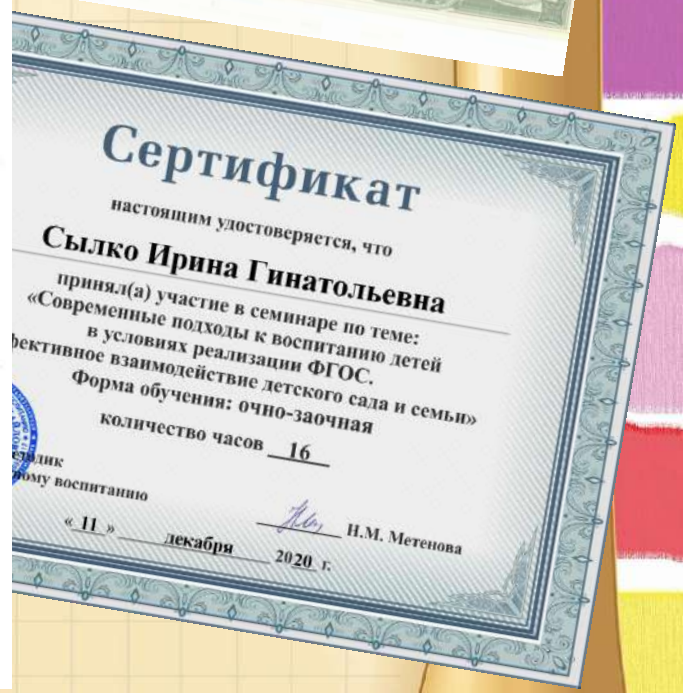 Сертификат
настоящим удостоверяется, что
Сылко Ирина Гинатольевна
принял(а) участие в семинаре по теме:
«Современные подходы к воспитанию детей
в условиях реализации ФГОС.
взаимодействие детского сада и семьи»
Форма обучения: очно-заочная
количество часов 16
воспитанию
Н.М. Метенова
« 11 » декабря 2020 г.